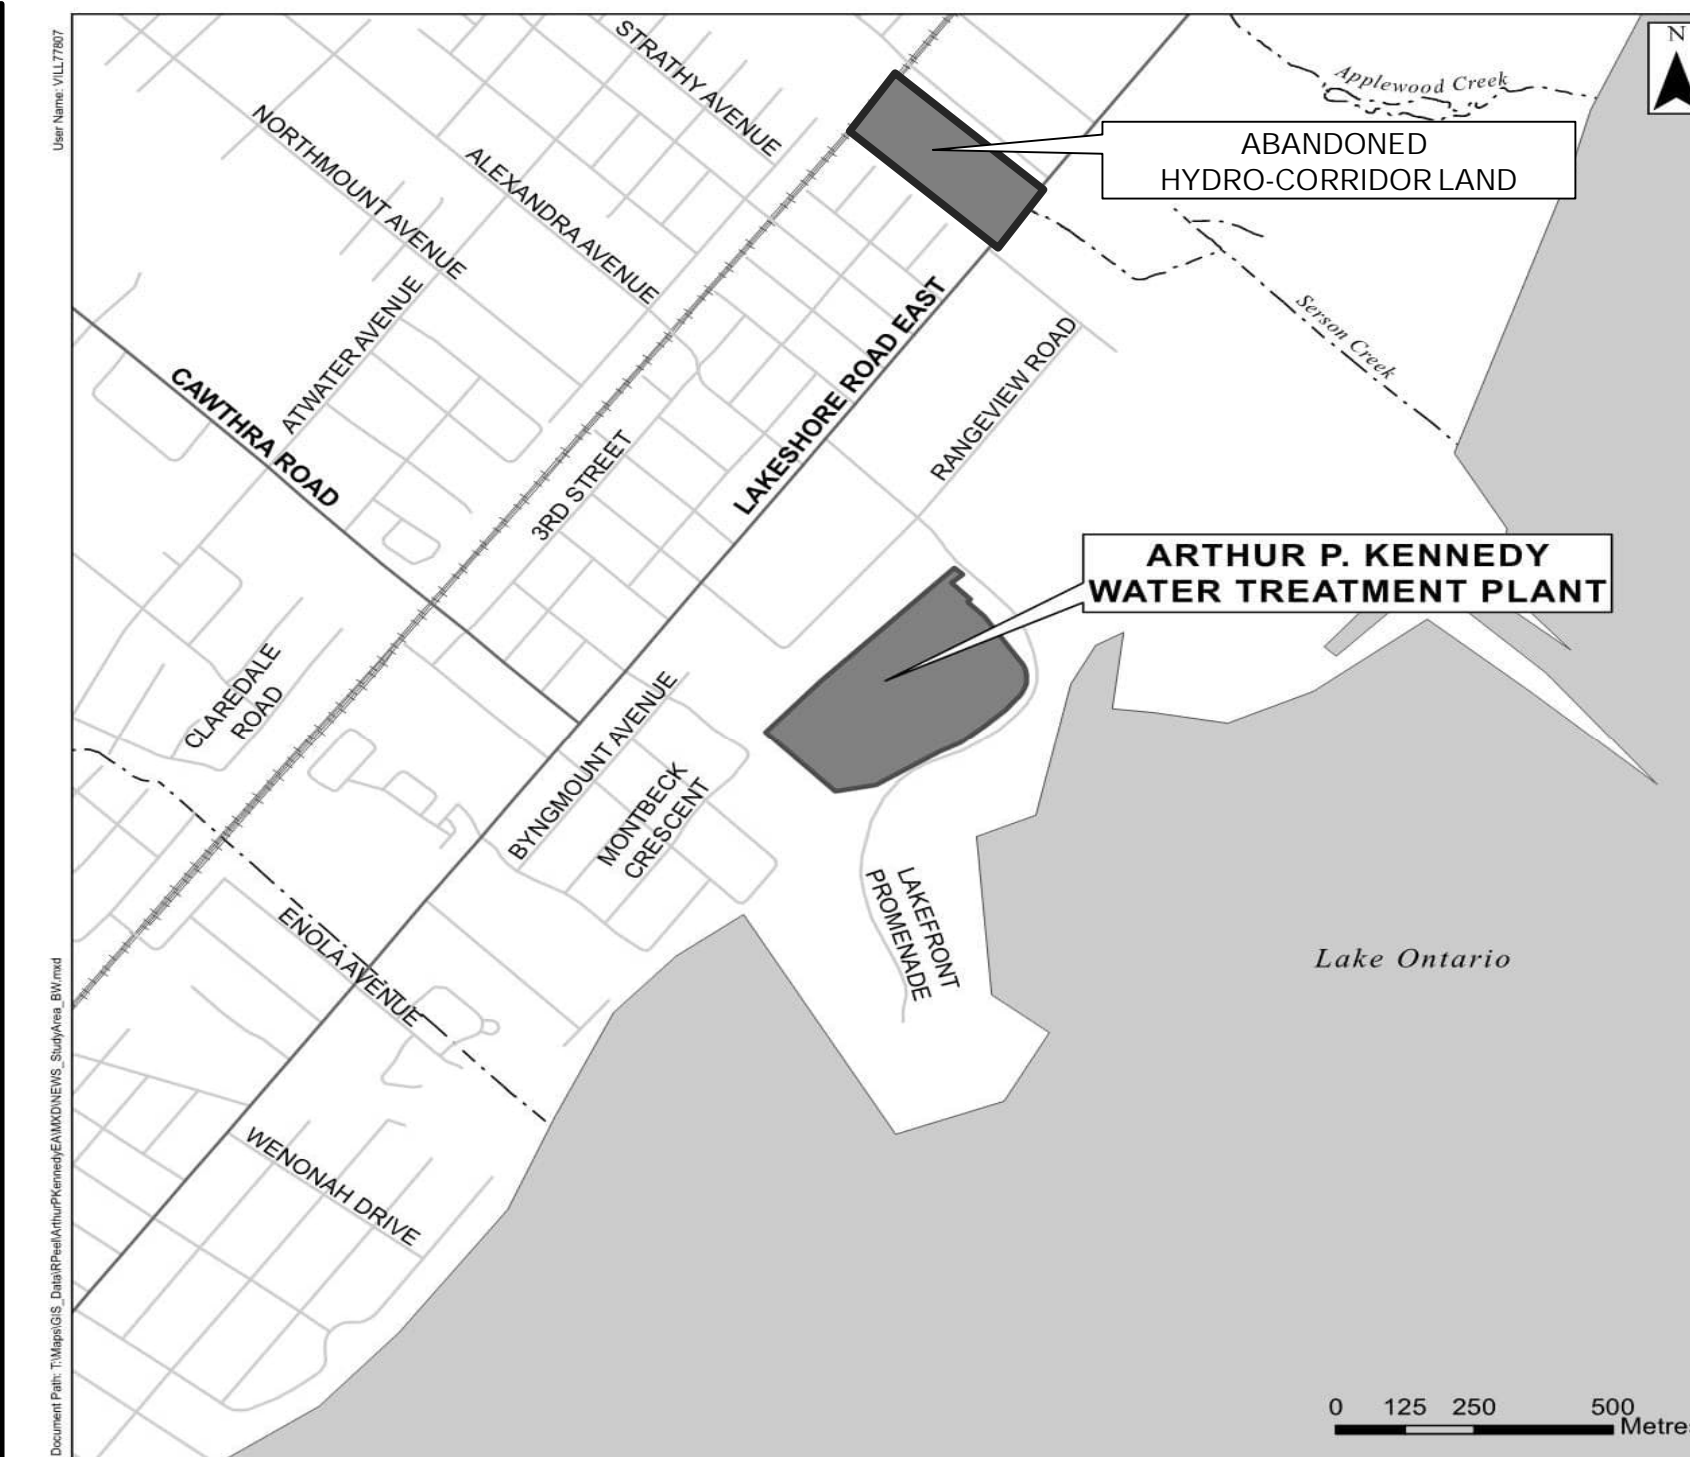 User Name: VILL77807
N
STRATHY AVENUE
Applewood Creek
NORTHMOUNT AVENUE
ALEXANDRA AVENUE
ABANDONED
HYDRO-CORRIDOR LAND
ATWATER AVENUE
LAKESHORE ROAD EAST
Serson Creek
RANGEVIEW ROAD
CAWTHRA ROAD
3RD STREET
ARTHUR P. KENNEDY
WATER TREATMENT PLANT
CLAREDALE
ROAD
BYNGMOUNT AVENUE
MONTBECK
CRESCENT
LAKEFRONT
PROMENADE
ENOLA AVENUE
Lake Ontario
WENONAH DRIVE
0 125 250 500
Metres
Document Path: T:\Maps\GIS_Data\RPeel\ArthurPKennedyEA\MXD\NEWS_StudyArea_BW.mxd